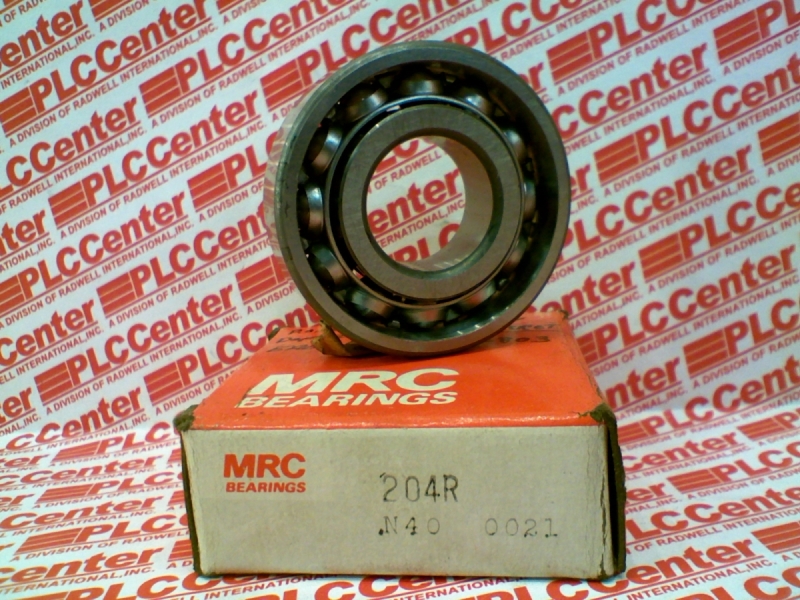 PLCCenter
A DIVISION OF RADWELL INTERNATIONAL, INC.
MRC
BEARINGS
MRC
BEARINGS
204R
N40 0021